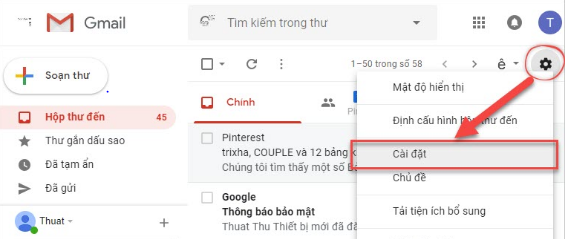 Gmail
Tìm kiếm trong thư
T
Soạn thư
1–50 trong số 58
ê
Hộp thư đến 45
Thư gắn dấu sao
Đã tạm ẩn
Đã gửi
Thuat
Chính
Pinterest
trixha, COUPLE và 12 bảng k
Chúng tôi tìm thấy một số
Google
Thông báo bảo mật
Thuat Thu Thiết bị mới đã đă
Mật độ hiển thị
Định cấu hình hộp thư đến
Cài đặt
Chủ đề
Tải tiện ích bổ sung